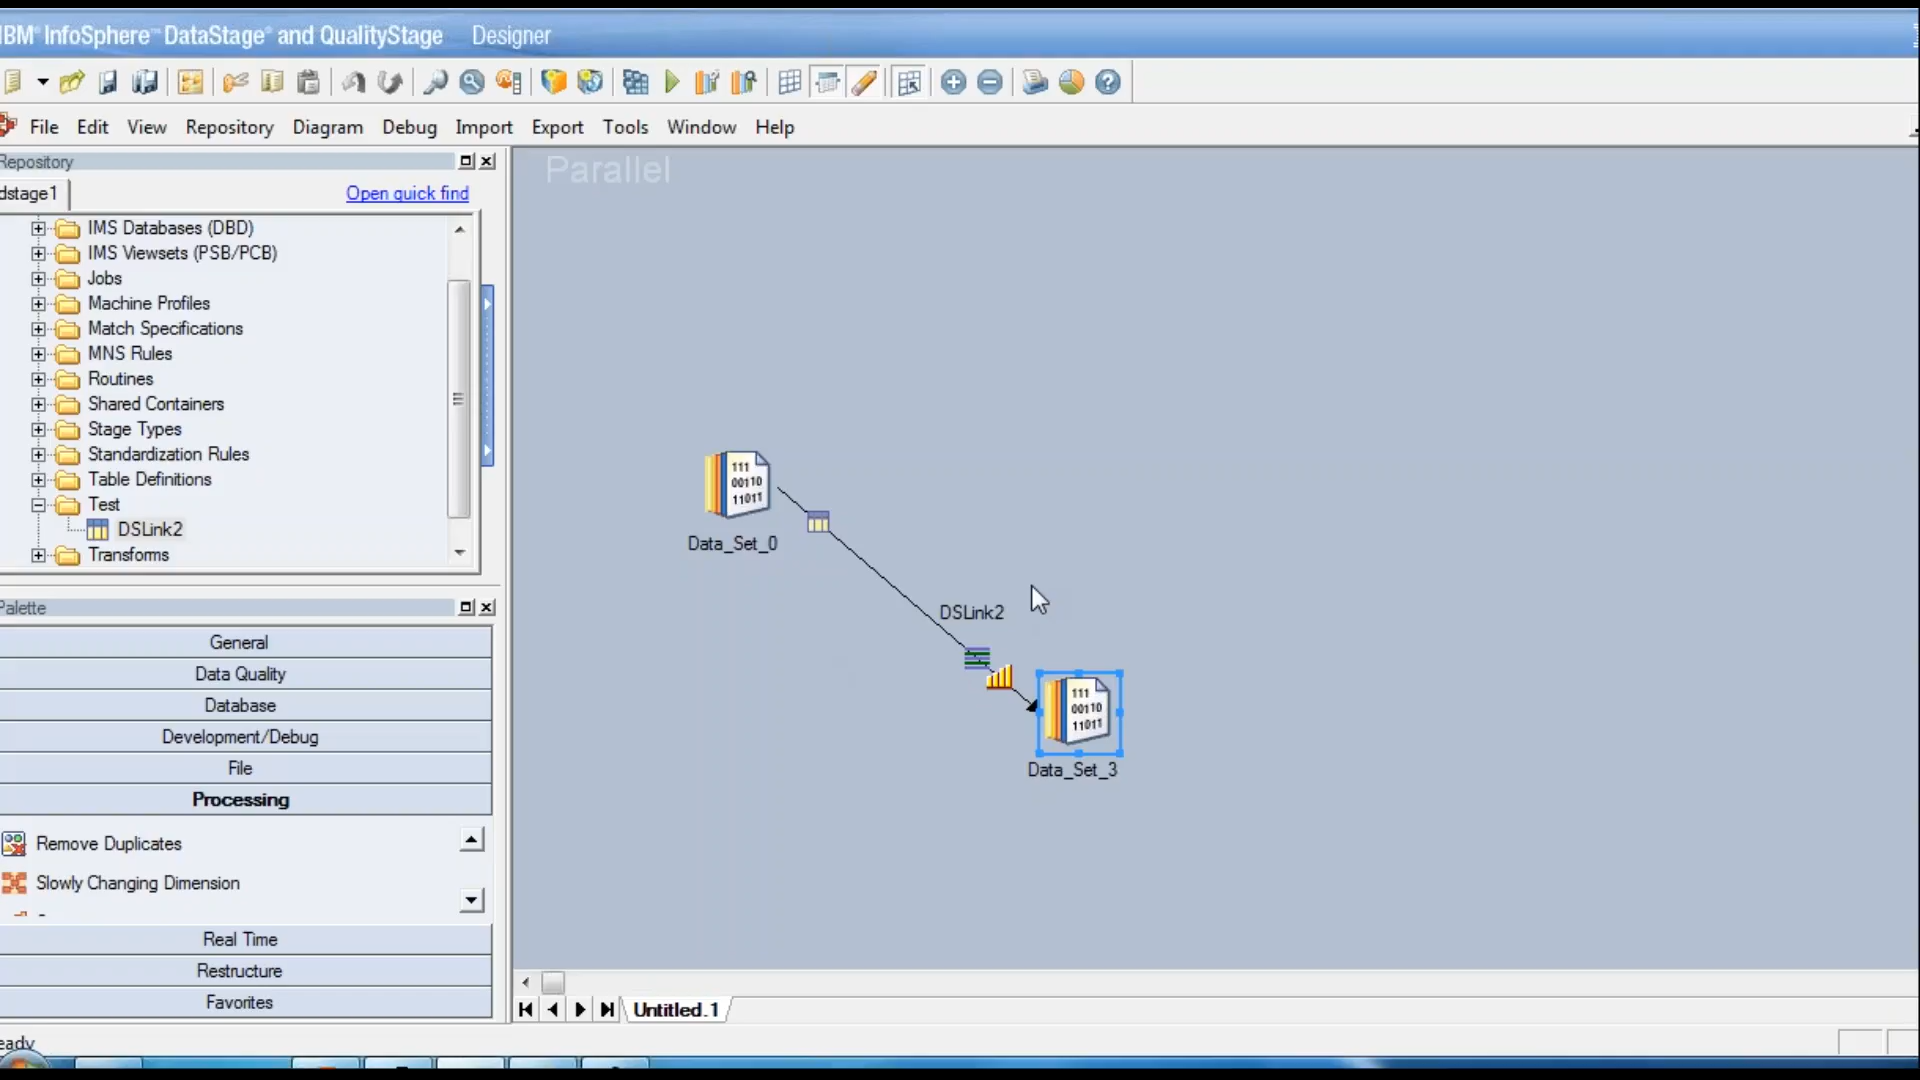 IBM InfoSphere DataStage and QualityStage Designer
File Edit View Repository Diagram Debug Import Export Tools Window Help
Repository
dstage1
Open quick find
IMS Databases (DBD)
IMS Viewsets (PSB/PCB)
Jobs
Machine Profiles
Match Specifications
MNS Rules
Routines
Shared Containers
Stage Types
Standardization Rules
Table Definitions
Test
DSLink2
Transforms
Palette
General
Data Quality
Database
Development/Debug
File
Processing
Remove Duplicates
Slowly Changing Dimension
Real Time
Restructure
Favorites
Parallel
111
00110
11011
Data_Set_0
DSLink2
111
00110
11011
Data_Set_3
Untitled.1
eady